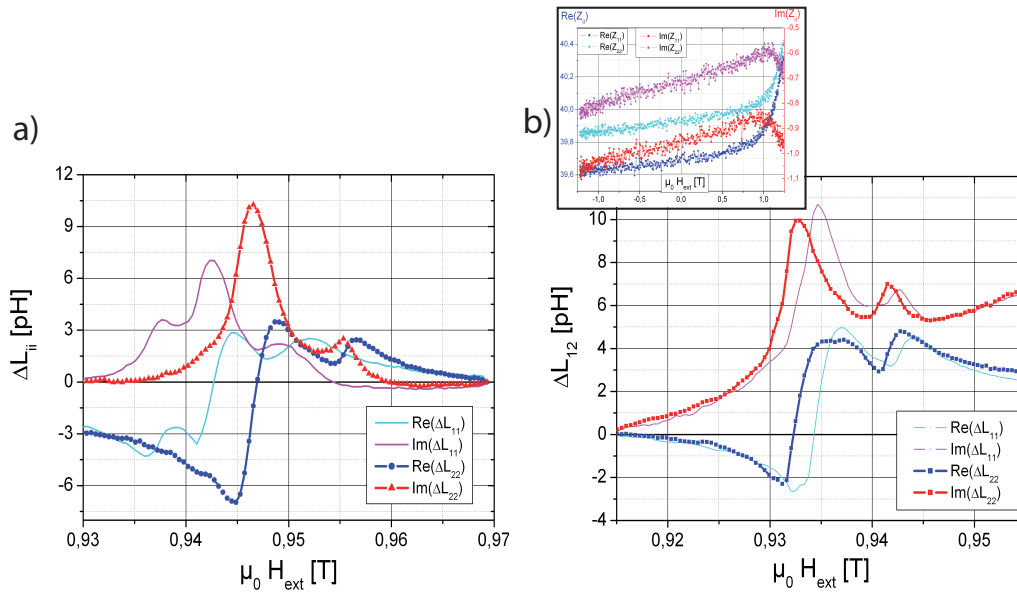 a)
ΔL_ii [pH]
12
9
6
3
0
-3
-6
0,93
0,94
0,95
0,96
0,97
μ₀ H_ext [T]
Re(ΔL₁₁)
Im(ΔL₁₁)
Re(ΔL₂₂)
Im(ΔL₂₂)
b)
Re(Z_ii)
Im(Z_ii)
Re(Z₁₁)
Re(Z₂₂)
Im(Z₁₁)
Im(Z₂₂)
40,4
40,2
40,0
39,8
39,6
-0,5
-0,6
-0,7
-0,8
-0,9
-1,0
-1,1
-1,0
-0,5
0,0
0,5
1,0
μ₀ H_ext [T]
ΔL₁₂ [pH]
10
8
6
4
2
0
-2
-4
0,92
0,93
0,94
0,95
μ₀ H_ext [T]
Re(ΔL₁₁)
Im(ΔL₁₁)
Re(ΔL₂₂
Im(ΔL₂₂)